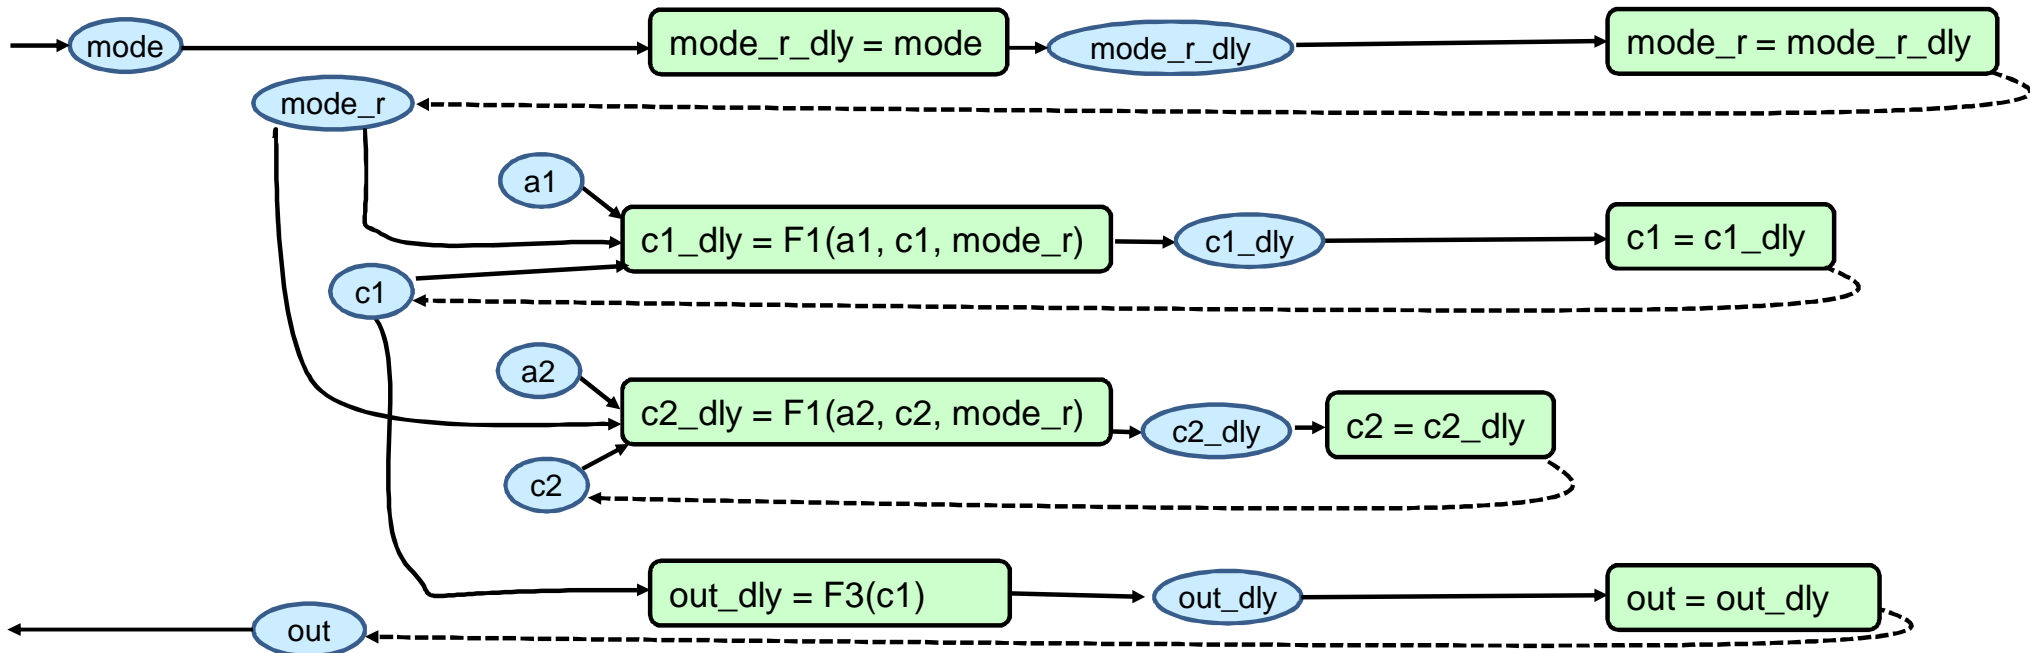 mode
mode_r_dly = mode
mode_r_dly
mode_r = mode_r_dly
mode_r
a1
c1_dly = F1(a1, c1, mode_r)
c1_dly
c1 = c1_dly
c1
a2
c2_dly = F1(a2, c2, mode_r)
c2_dly
c2 = c2_dly
c2
out_dly = F3(c1)
out_dly
out = out_dly
out